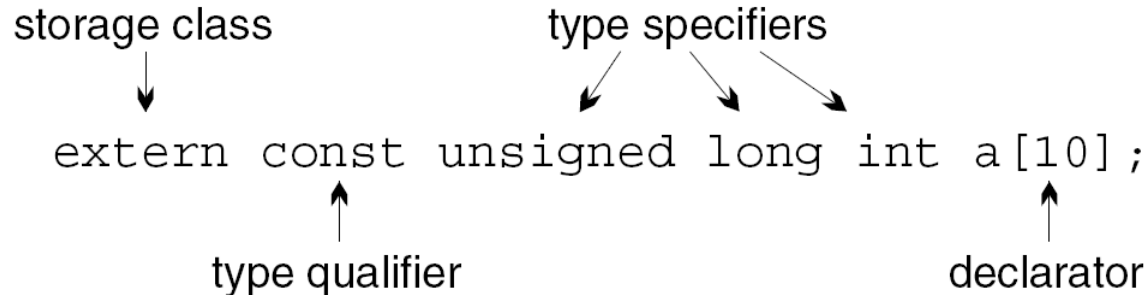 storage class type specifiers
extern const unsigned long int a[10];
type qualifier declarator